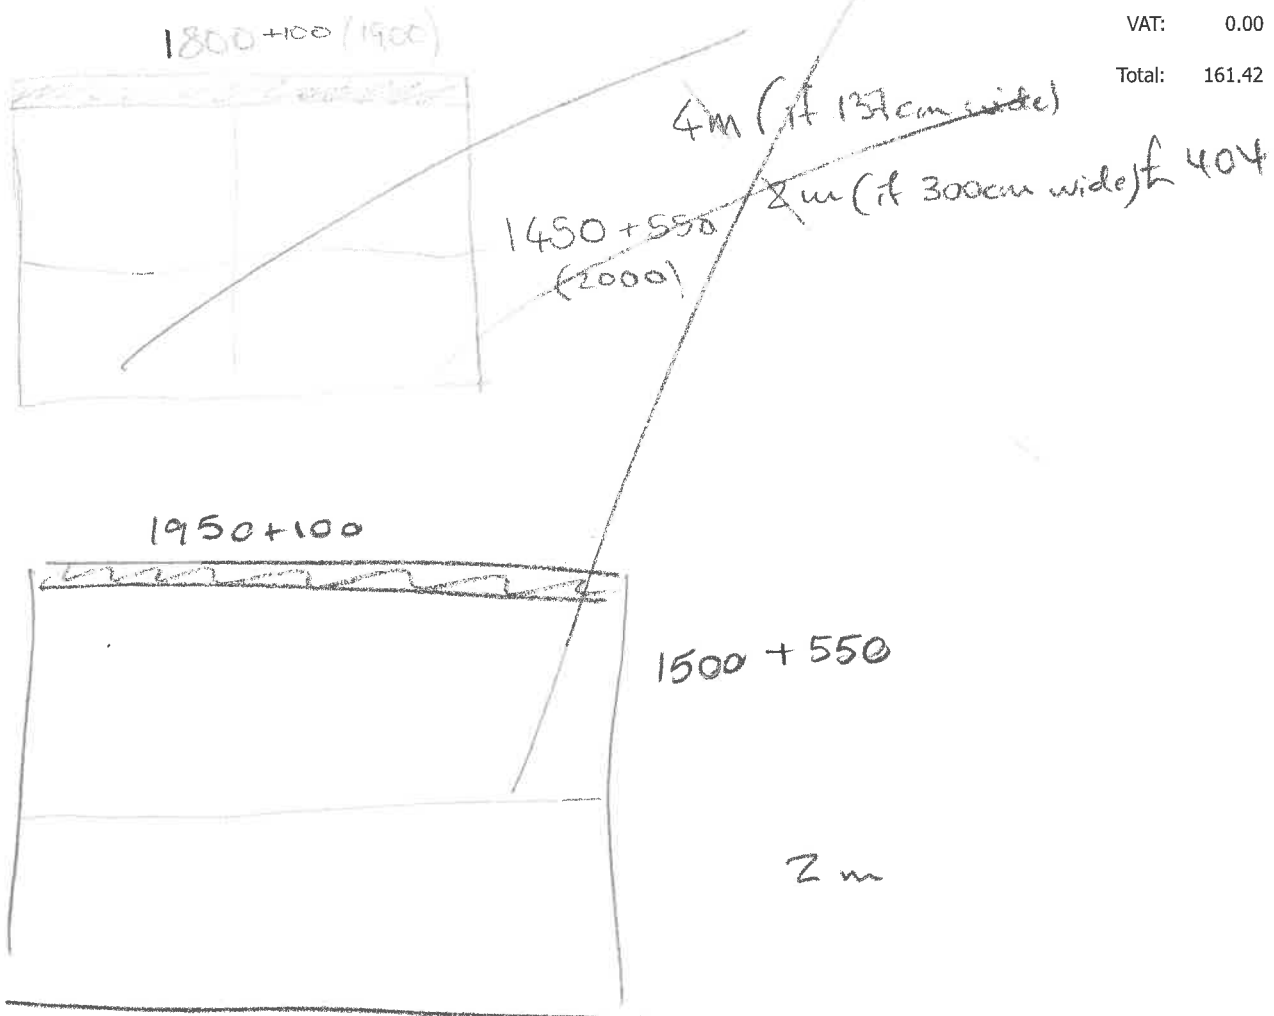 1800 +100 (1900)
VAT: 0.00
Total: 161.42
4m (if 137cm wide)
2m (if 300cm wide) £ 404
1450 + 550
(2000)
1950+100
1500 + 550
2 m